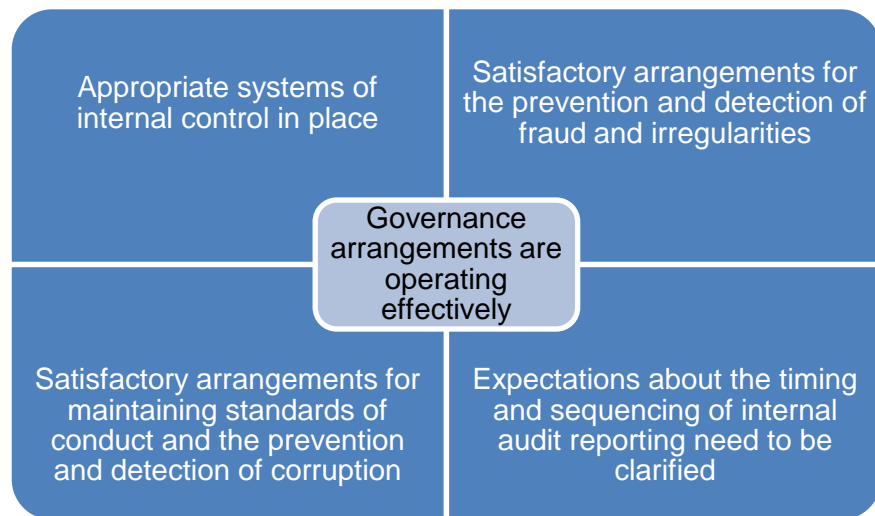 Appropriate systems of
internal control in place
Satisfactory arrangements for
the prevention and detection of
fraud and irregularities
Governance
arrangements are
operating
effectively
Satisfactory arrangements for
maintaining standards of
conduct and the prevention
and detection of corruption
Expectations about the timing
and sequencing of internal
audit reporting need to be
clarified